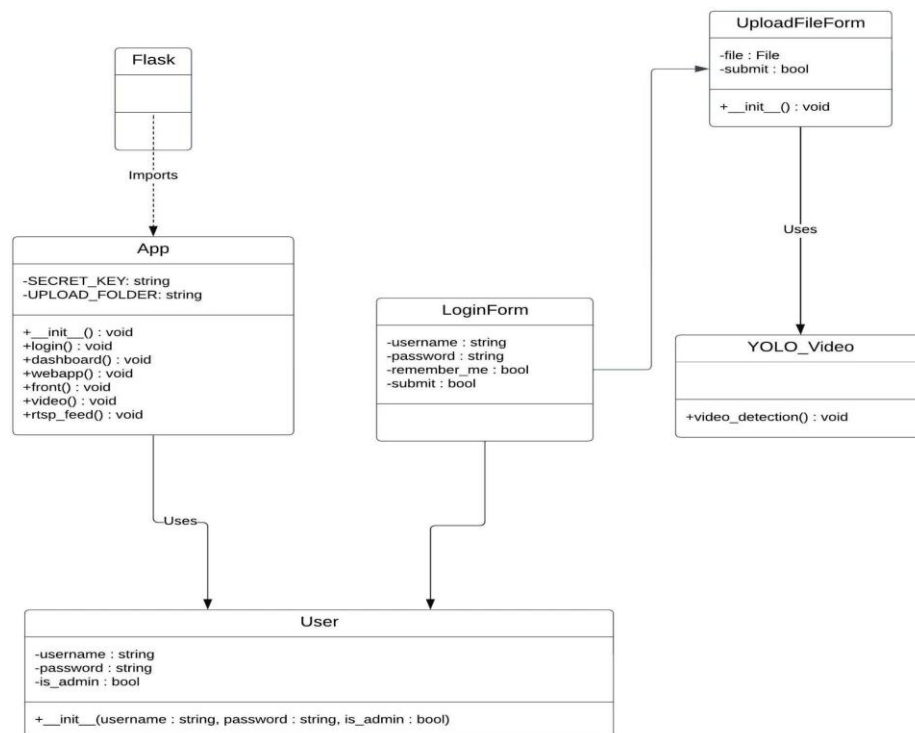 Flask
Imports
App
-SECRET_KEY: string
-UPLOAD_FOLDER: string
+__init__() : void
+login() : void
+dashboard() : void
+webapp() : void
+front() : void
+video() : void
+rtsp_feed() : void
Uses
LoginForm
-username : string
-password : string
-remember_me : bool
-submit : bool
UploadFileForm
-file : File
-submit : bool
+__init__() : void
Uses
YOLO_Video
+video_detection() : void
User
-username : string
-password : string
-is_admin : bool
+__init__(username : string, password : string, is_admin : bool)